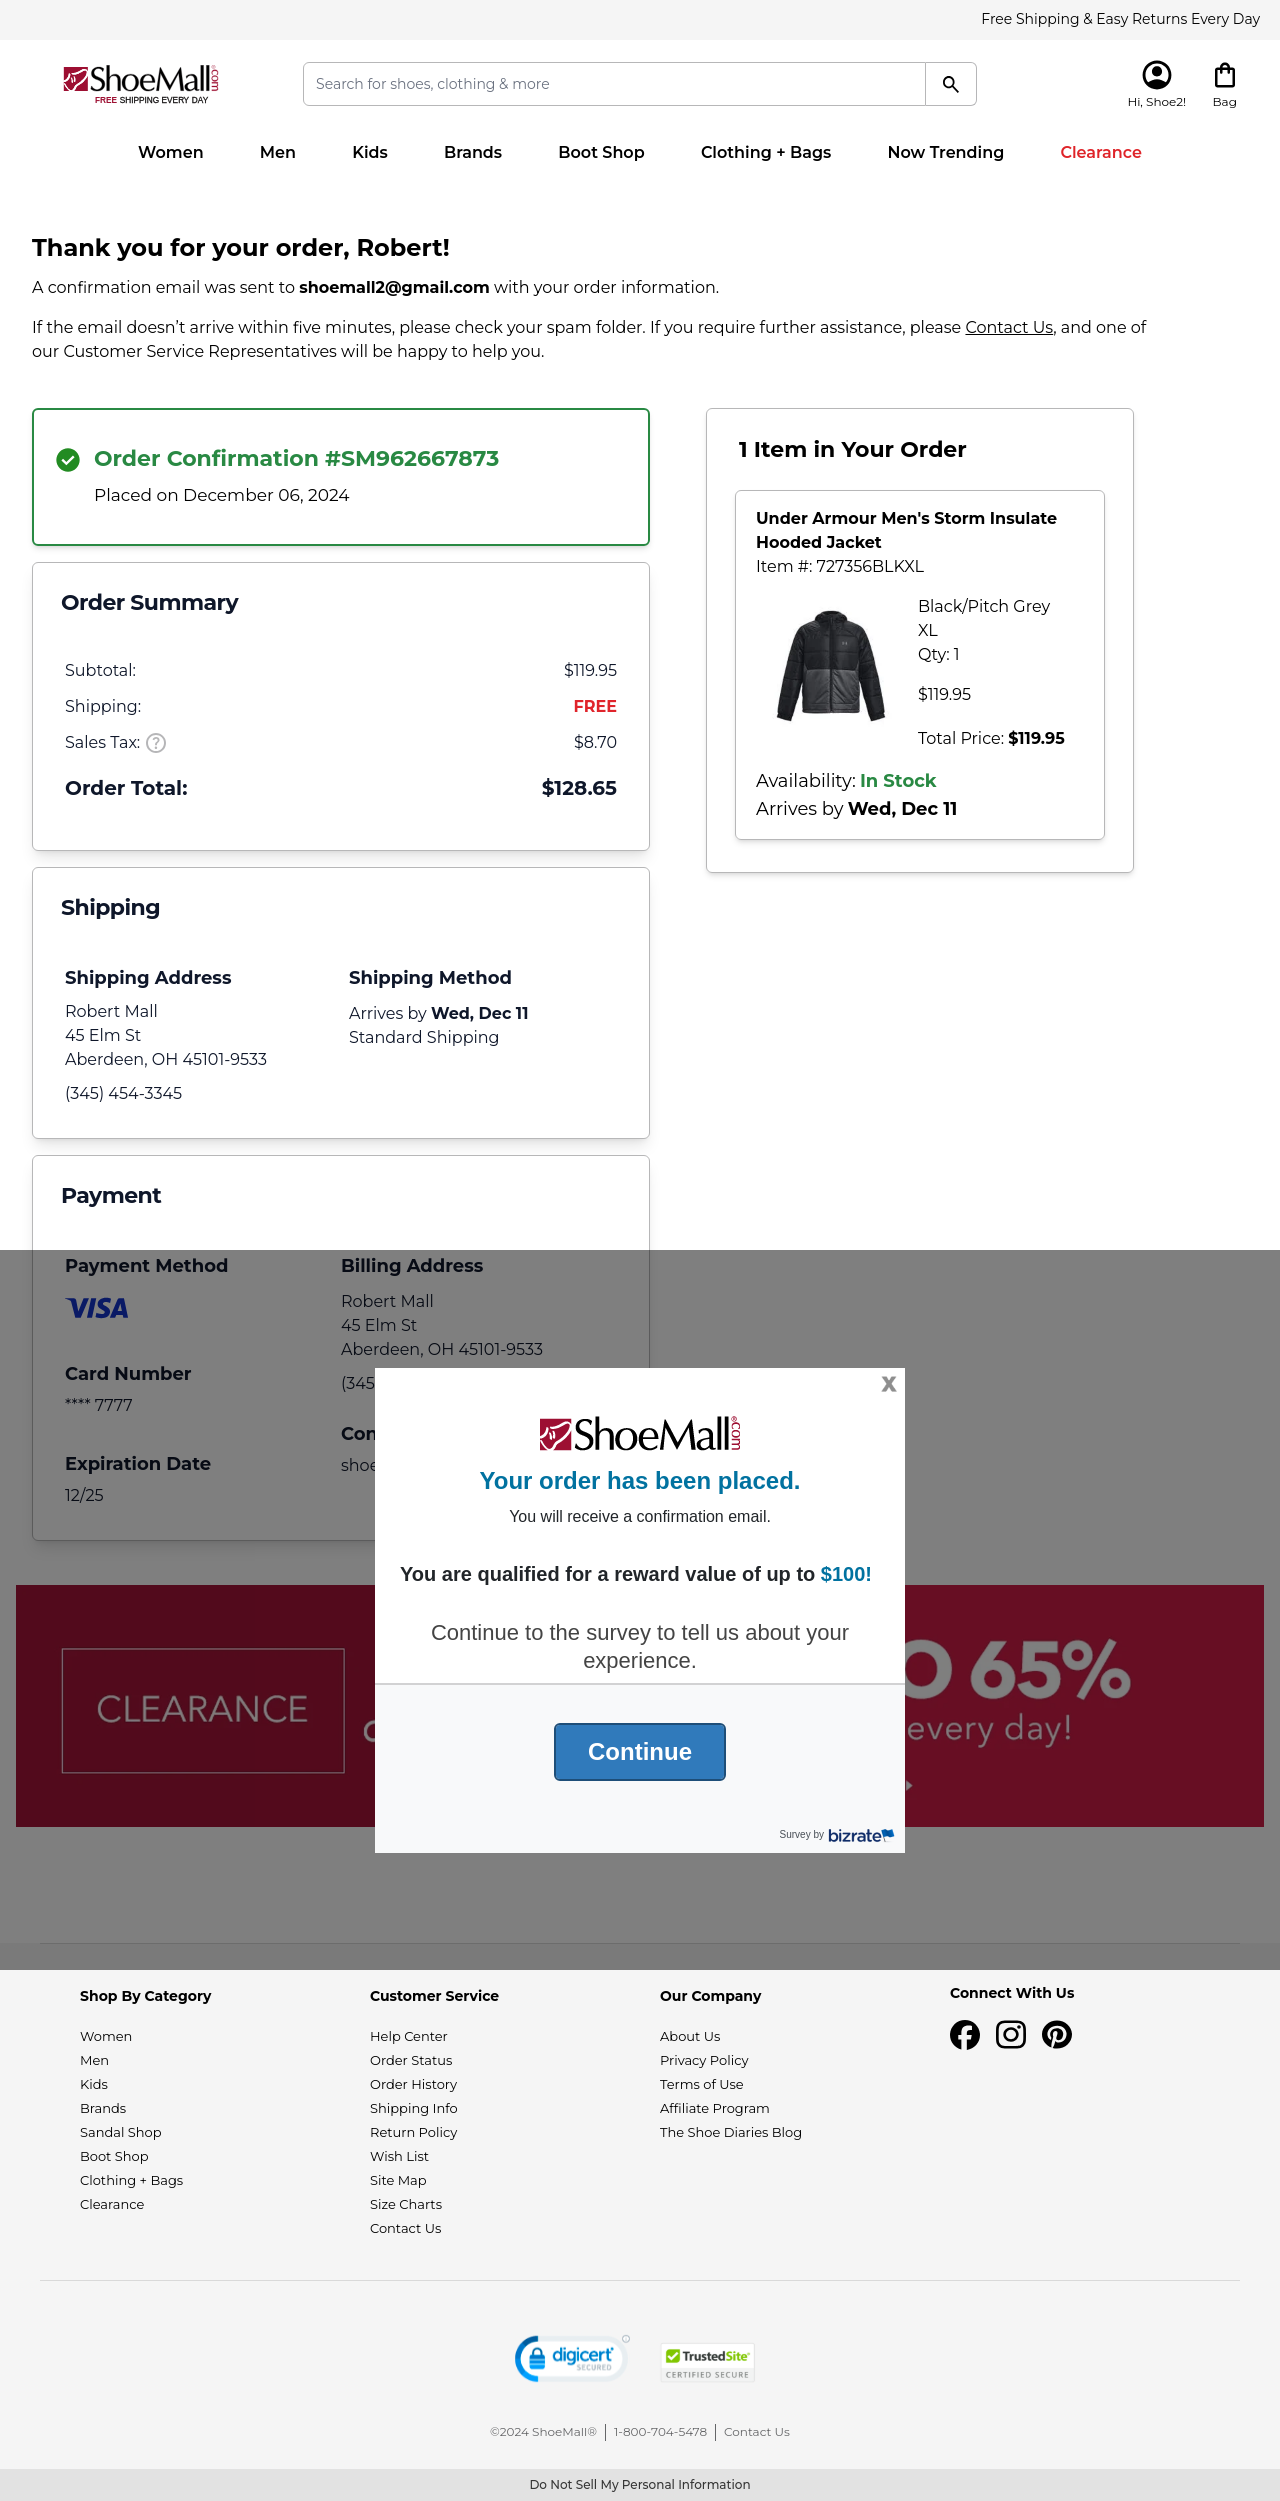 Free Shipping & Easy Returns Every Day
ShoeMall.com
FREE SHIPPING EVERY DAY
Search for shoes, clothing & more
Hi, Shoe2!
Bag
Women
Men
Kids
Brands
Boot Shop
Clothing + Bags
Now Trending
Clearance
Thank you for your order, Robert!
A confirmation email was sent to shoemall2@gmail.com with your order information.
If the email doesn’t arrive within five minutes, please check your spam folder. If you require further assistance, please Contact Us, and one of
our Customer Service Representatives will be happy to help you.
Order Confirmation #SM962667873
Placed on December 06, 2024
Order Summary
Subtotal: $119.95
Shipping: FREE
Sales Tax: ? $8.70
Order Total: $128.65
1 Item in Your Order
Under Armour Men's Storm Insulate
Hooded Jacket
Item #: 727356BLKXL
Black/Pitch Grey
XL
Qty: 1
$119.95
Total Price: $119.95
Availability: In Stock
Arrives by Wed, Dec 11
Shipping
Shipping Address
Robert Mall
45 Elm St
Aberdeen, OH 45101-9533
(345) 454-3345
Shipping Method
Arrives by Wed, Dec 11
Standard Shipping
Payment
Payment Method
VISA
Card Number
**** 7777
Expiration Date
12/25
Billing Address
Robert Mall
45 Elm St
Aberdeen, OH 45101-9533
(345
Con
shoe
X
ShoeMall.com
Your order has been placed.
You will receive a confirmation email.
You are qualified for a reward value of up to $100!
Continue to the survey to tell us about your
experience.
Continue
Survey by bizrate
CLEARANCE
O 65%
every day!
Shop By Category
Women
Men
Kids
Brands
Sandal Shop
Boot Shop
Clothing + Bags
Clearance
Customer Service
Help Center
Order Status
Order History
Shipping Info
Return Policy
Wish List
Site Map
Size Charts
Contact Us
Our Company
About Us
Privacy Policy
Terms of Use
Affiliate Program
The Shoe Diaries Blog
Connect With Us
digicert
SECURED
TrustedSite
CERTIFIED SECURE
©2024 ShoeMall® | 1-800-704-5478 | Contact Us
Do Not Sell My Personal Information